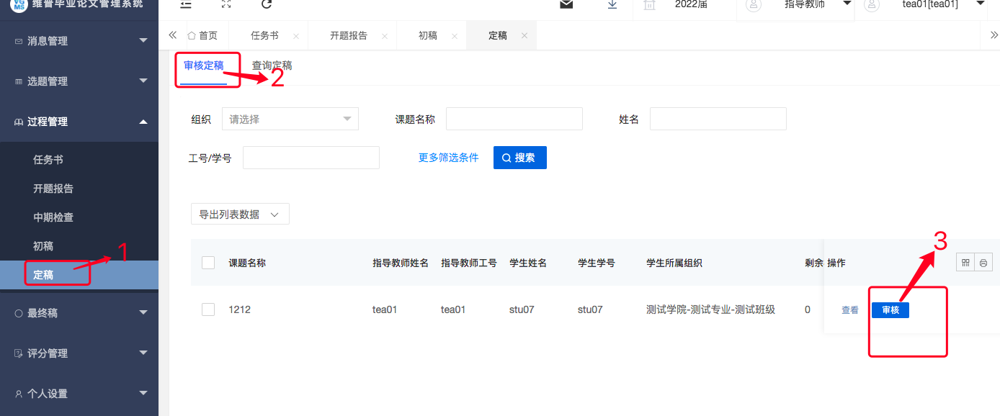 VG MS 维普毕业论文管理系统
2022届 指导教师 tea01[tea01]
消息管理
选题管理
过程管理
任务书
开题报告
中期检查
初稿
定稿
1
最终稿
评分管理
个人设置
首页 任务书 开题报告 初稿 定稿
审核定稿 查询定稿
2
组织 请选择 课题名称 姓名
工号/学号 更多筛选条件 搜索
导出列表数据
3
课题名称 指导教师姓名 指导教师工号 学生姓名 学生学号 学生所属组织 剩余 操作
1212 tea01 tea01 stu07 stu07 测试学院-测试专业-测试班级 0 查看 审核